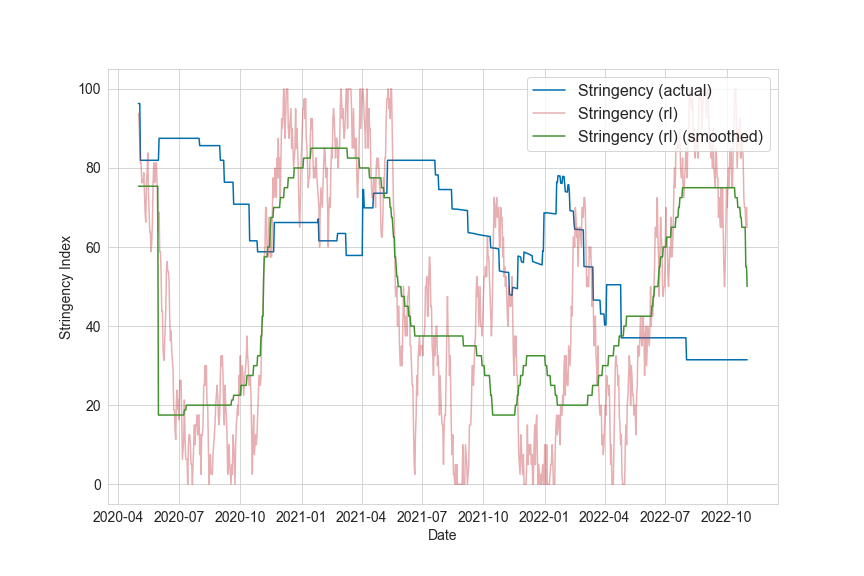 Stringency (actual)
Stringency (rl)
Stringency (rl) (smoothed)
100
80
60
40
20
0
Stringency Index
2020-04 2020-07 2020-10 2021-01 2021-04 2021-07 2021-10 2022-01 2022-04 2022-07 2022-10
Date